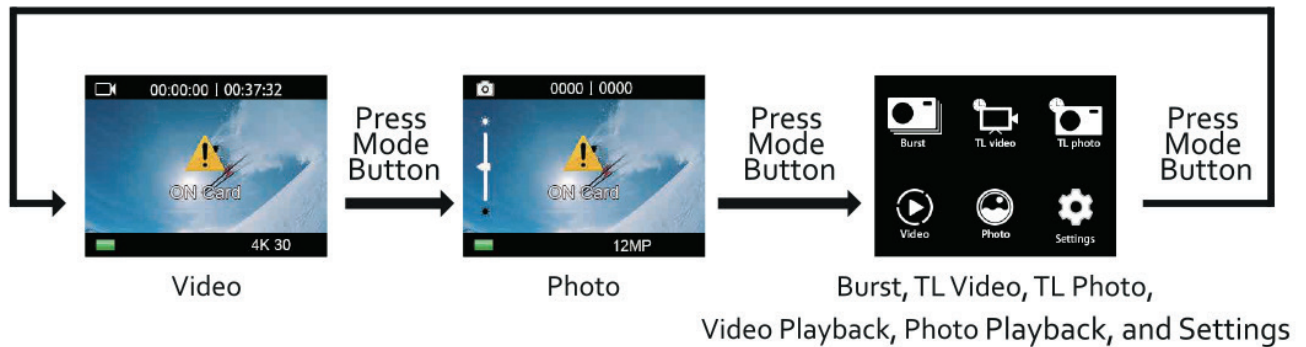 00:00:00 | 00:37:32
ON Card
4K 30
Video
Press
Mode
Button
0000 | 0000
ON Card
12MP
Photo
Press
Mode
Button
Burst
TL video
TL photo
Video
Photo
Settings
Burst, TL Video, TL Photo,
Video Playback, Photo Playback, and Settings
Press
Mode
Button